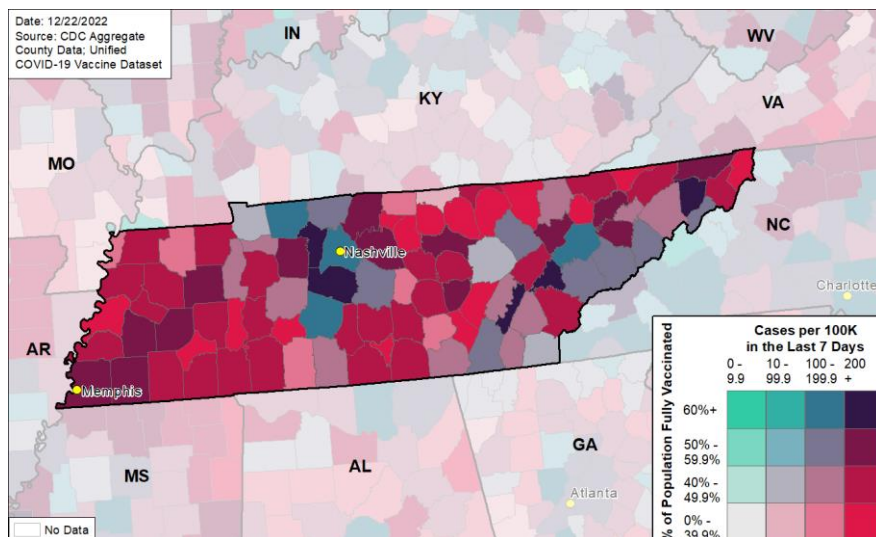 Date: 12/22/2022
Source: CDC Aggregate
County Data; Unified
COVID-19 Vaccine Dataset
IN
WV
KY
VA
MO
NC
Nashville
Charlotte
AR
Memphis
MS
AL
GA
Atlanta
No Data
Cases per 100K
in the Last 7 Days
0 -
9.9
10 -
99.9
100 -
199.9
200
+
% of Population Fully Vaccinated
60%+
50% -
59.9%
40% -
49.9%
0% -
39.9%